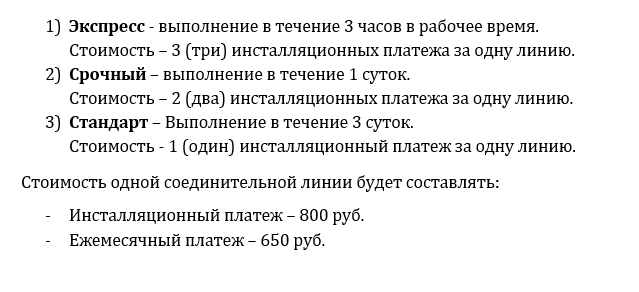 1) Экспресс - выполнение в течение 3 часов в рабочее время.
Стоимость – 3 (три) инсталляционных платежа за одну линию.
2) Срочный – выполнение в течение 1 суток.
Стоимость – 2 (два) инсталляционных платежа за одну линию.
3) Стандарт – Выполнение в течение 3 суток.
Стоимость - 1 (один) инсталляционный платеж за одну линию.
Стоимость одной соединительной линии будет составлять:
- Инсталляционный платеж – 800 руб.
- Ежемесячный платеж – 650 руб.